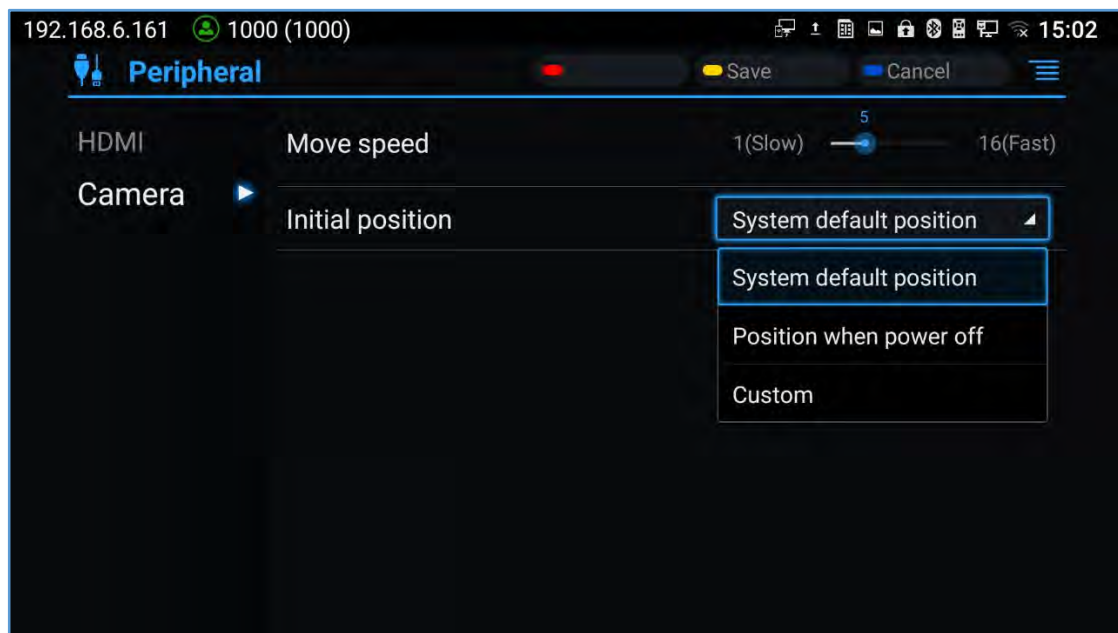 192.168.6.161 1000 (1000) 15:02
Peripheral Save Cancel
HDMI
Camera
Move speed 1(Slow) 5 16(Fast)
Initial position System default position
System default position
Position when power off
Custom